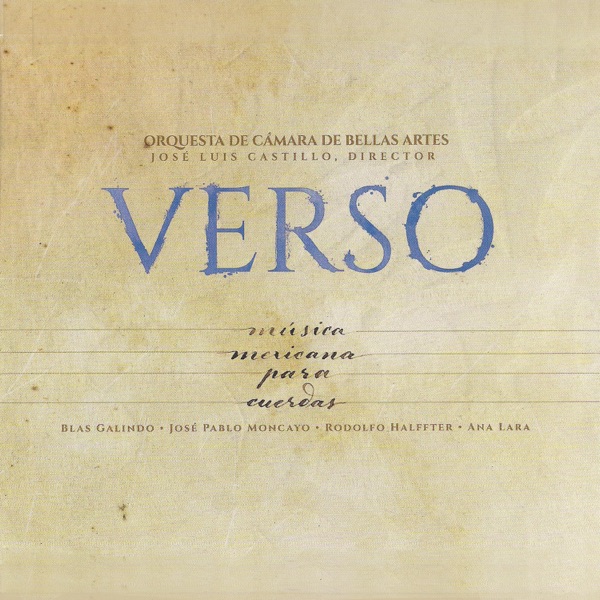 ORQUESTA DE CÁMARA DE BELLAS ARTES
JOSÉ LUIS CASTILLO, DIRECTOR
VERSO
música
mexicana
para
cuerdas
BLAS GALINDO • JOSÉ PABLO MONCAYO • RODOLFO HALFFTER • ANA LARA